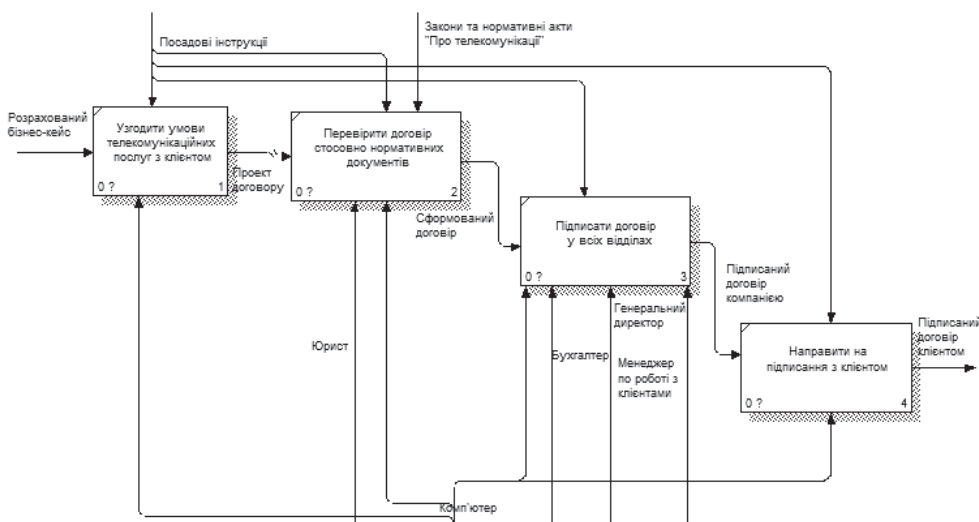 Посадові інструкції
Закони та нормативні акти
"Про телекомунікації"
Розрахований
бізнес-кейс
Узгодити умови
телекомунікаційних
послуг з клієнтом
0 ?
1
Проект
договору
Перевірити договір
стосовно нормативних
документів
0 ?
2
Сформований
договір
Підписати договір
у всіх відділах
0 ?
3
Підписаний
договір
компанією
Направити на
підписання з клієнтом
0 ?
4
Підписаний
договір
клієнтом
Юрист
Бухгалтер
Генеральний
директор
Менеджер
по роботі з
клієнтами
Комп'ютер